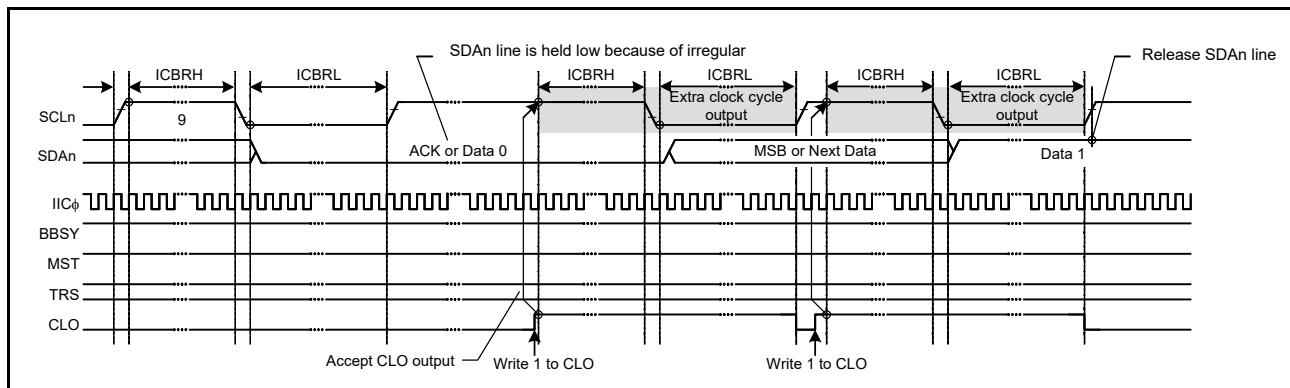 SDAn line is held low because of irregular
Release SDAn line
ICBRH
ICBRL
ICBRH
ICBRL
ICBRH
ICBRL
SCLn
9
Extra clock cycle
output
Extra clock cycle
output
SDAn
ACK or Data 0
MSB or Next Data
Data 1
IICϕ
BBSY
MST
TRS
CLO
Accept CLO output
Write 1 to CLO
Write 1 to CLO